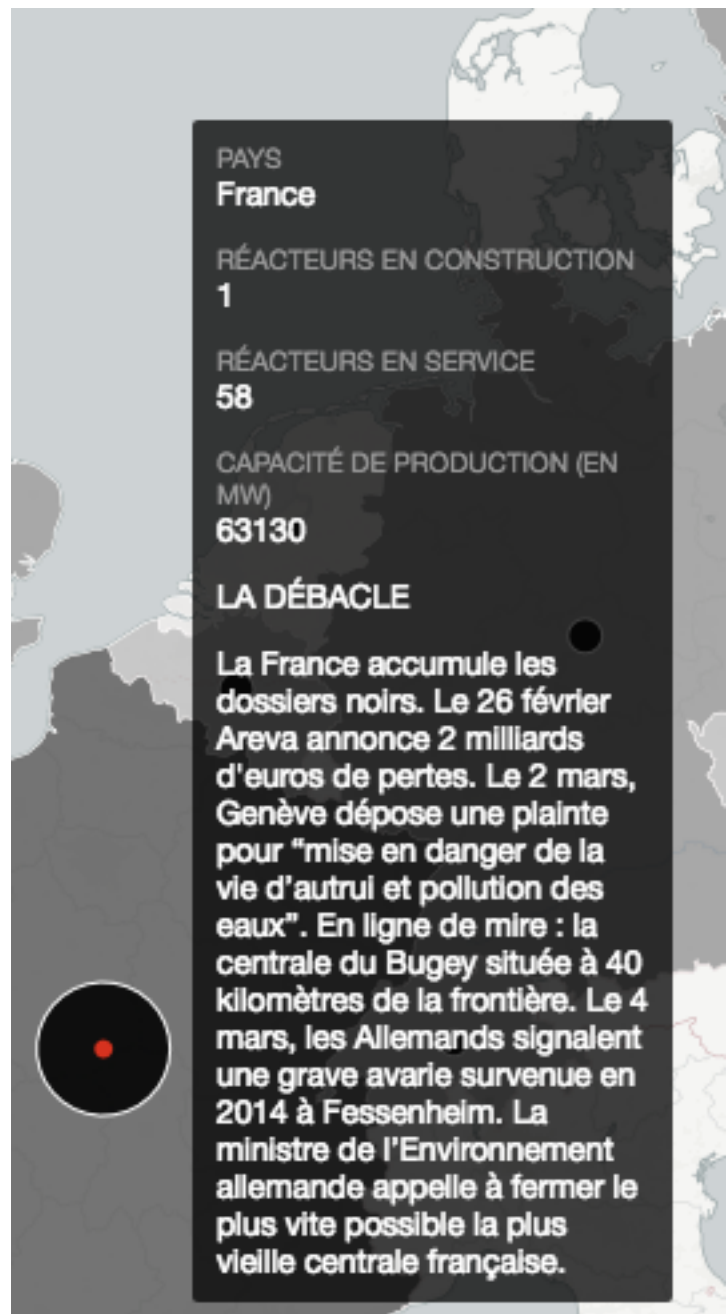 PAYS
France
RÉACTEURS EN CONSTRUCTION
1
RÉACTEURS EN SERVICE
58
CAPACITÉ DE PRODUCTION (EN
MW)
63130
LA DÉBACLE
La France accumule les
dossiers noirs. Le 26 février
Areva annonce 2 milliards
d'euros de pertes. Le 2 mars,
Genève dépose une plainte
pour “mise en danger de la
vie d’autrui et pollution des
eaux”. En ligne de mire : la
centrale du Bugey située à 40
kilomètres de la frontière. Le 4
mars, les Allemands signalent
une grave avarie survenue en
2014 à Fessenheim. La
ministre de l’Environnement
allemande appelle à fermer le
plus vite possible la plus
vieille centrale française.